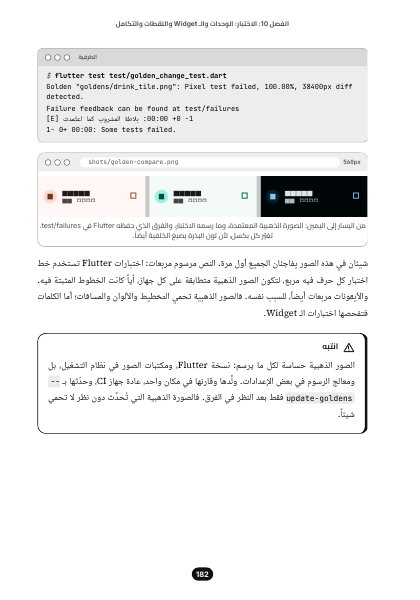 الفصل 10: الاختبار: الوحدات والـ Widget واللقطات والتكامل
الطرفية
$ flutter test test/golden_change_test.dart
Golden "goldens/drink_tile.png": Pixel test failed, 100.00%, 38400px diff
detected.
Failure feedback can be found at test/failures
00:00 +0 -1: بلاطة المشروب كما اعتمدت [E]
00:00 +0 -1: Some tests failed.
shots/golden-compare.png
560px
من اليسار إلى اليمين: الصورة الذهبية المعتمدة، وما رسمه الاختبار، والفرق الذي حفظه Flutter في test/failures.
تغيّر كل بكسل، لأن لون البذرة يصبغ الخلفية أيضاً.
شيئان في هذه الصور يفاجئان الجميع أول مرة. النص مرسوم مربعات: اختبارات Flutter تستخدم خط
اختبار كل حرف فيه مربع، لتكون الصور الذهبية متطابقة على كل جهاز، أياً كانت الخطوط المثبتة فيه.
والأيقونات مربعات أيضاً، للسبب نفسه. فالصورة الذهبية تحمي التخطيط والألوان والمسافات؛ أما الكلمات
فتفحصها اختبارات الـ Widget.
انتبه
الصور الذهبية حساسة لكل ما يرسم: نسخة Flutter، ومكتبات الصور في نظام التشغيل، بل
ومعالج الرسوم في بعض الإعدادات. ولّدها وقارنها في مكان واحد، عادة جهاز CI، وحدّثها بـ --
update-goldens فقط بعد النظر في الفرق. فالصورة الذهبية التي تُحدَّث دون نظر لا تحمي
شيئاً.
182